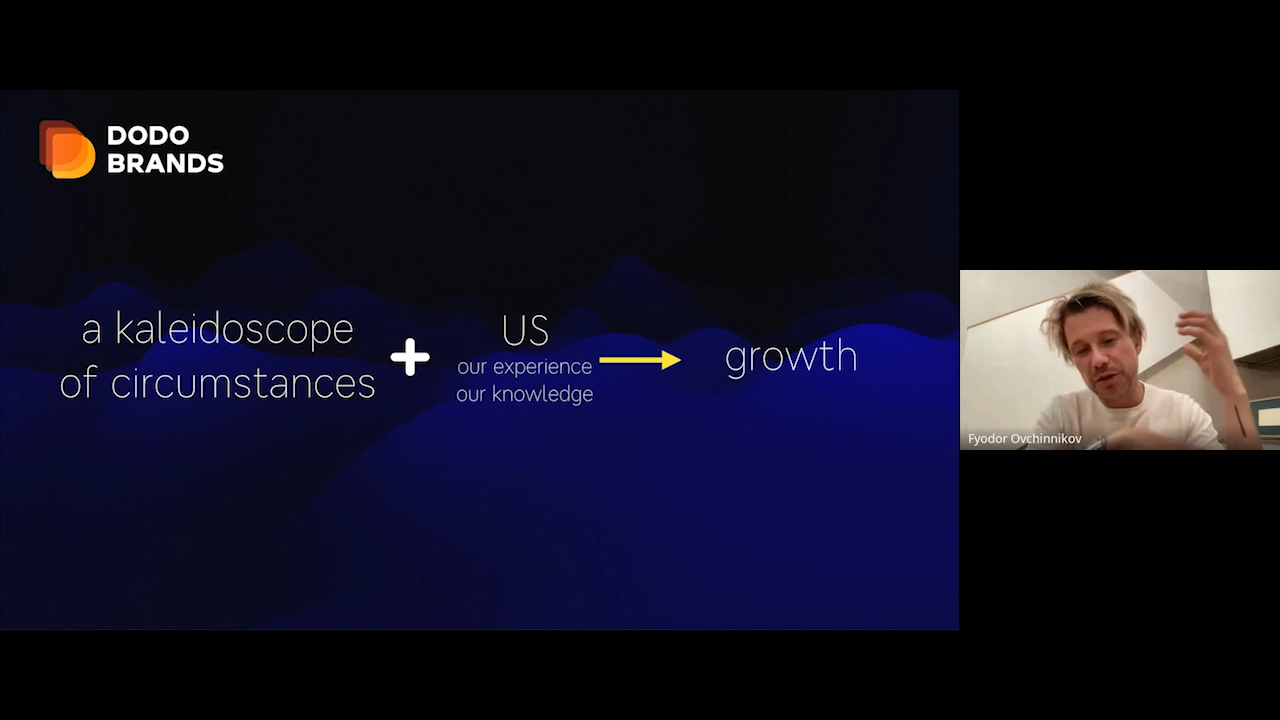 DODO
BRANDS
a kaleidoscope
of circumstances
US
our experience
our knowledge
growth
Fyodor Ovchinnikov